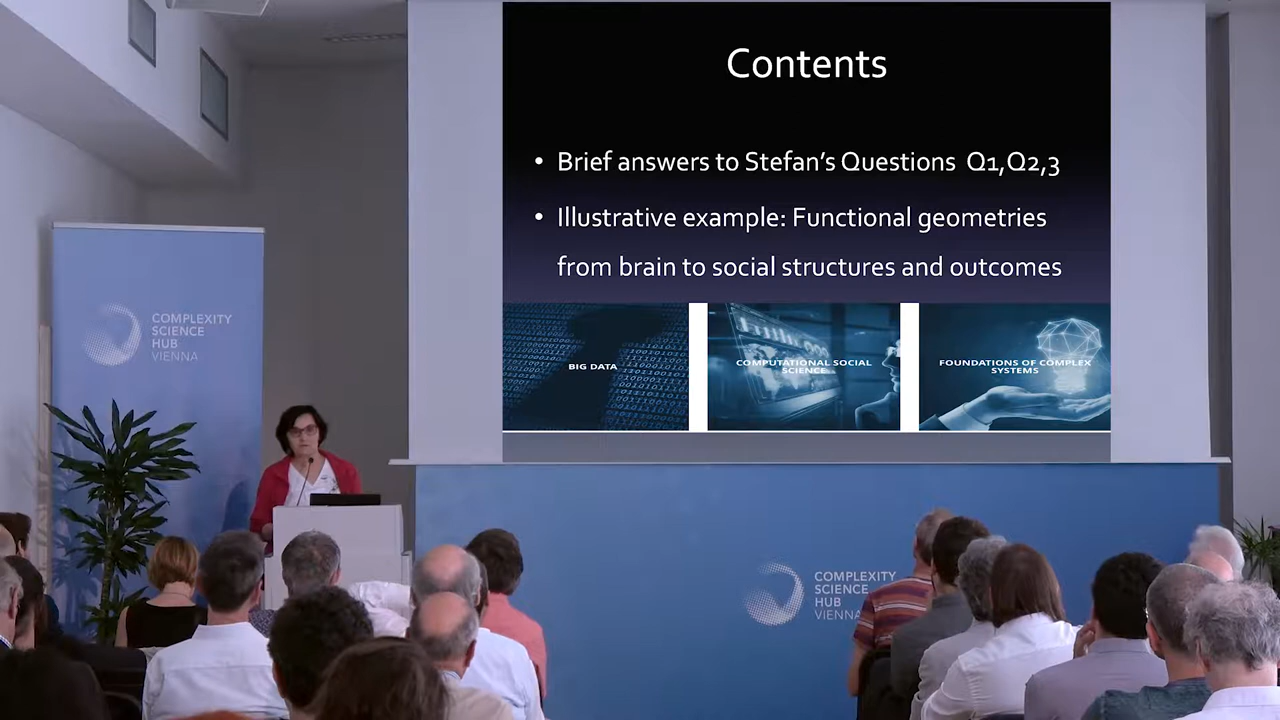 Contents
• Brief answers to Stefan's Questions Q1,Q2,3
• Illustrative example: Functional geometries
from brain to social structures and outcomes
BIG DATA
COMPUTATIONAL SOCIAL
SCIENCE
FOUNDATIONS OF COMPLEX
SYSTEMS
COMPLEXITY
SCIENCE
HUB
VIENNA
COMPLEXITY
SCIENCE
HUB
VIENNA